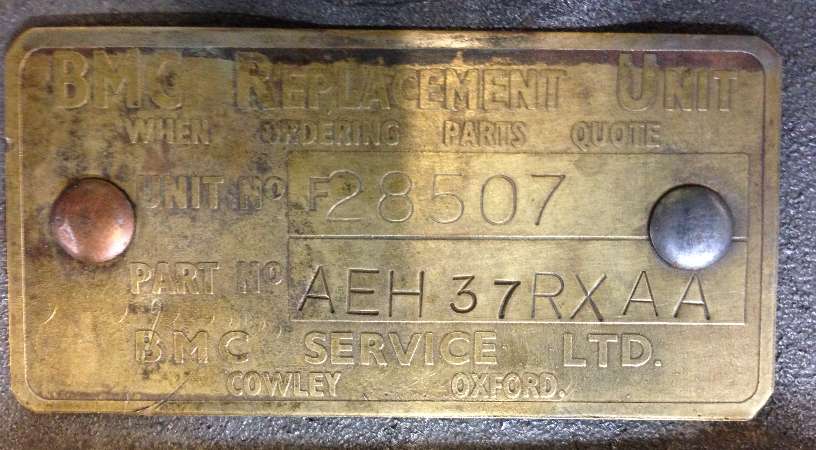 BMC REPLACEMENT UNIT
WHEN ORDERING PARTS QUOTE
UNIT No F28507
PART No AEH 37RXAA
BMC SERVICE LTD.
COWLEY OXFORD.